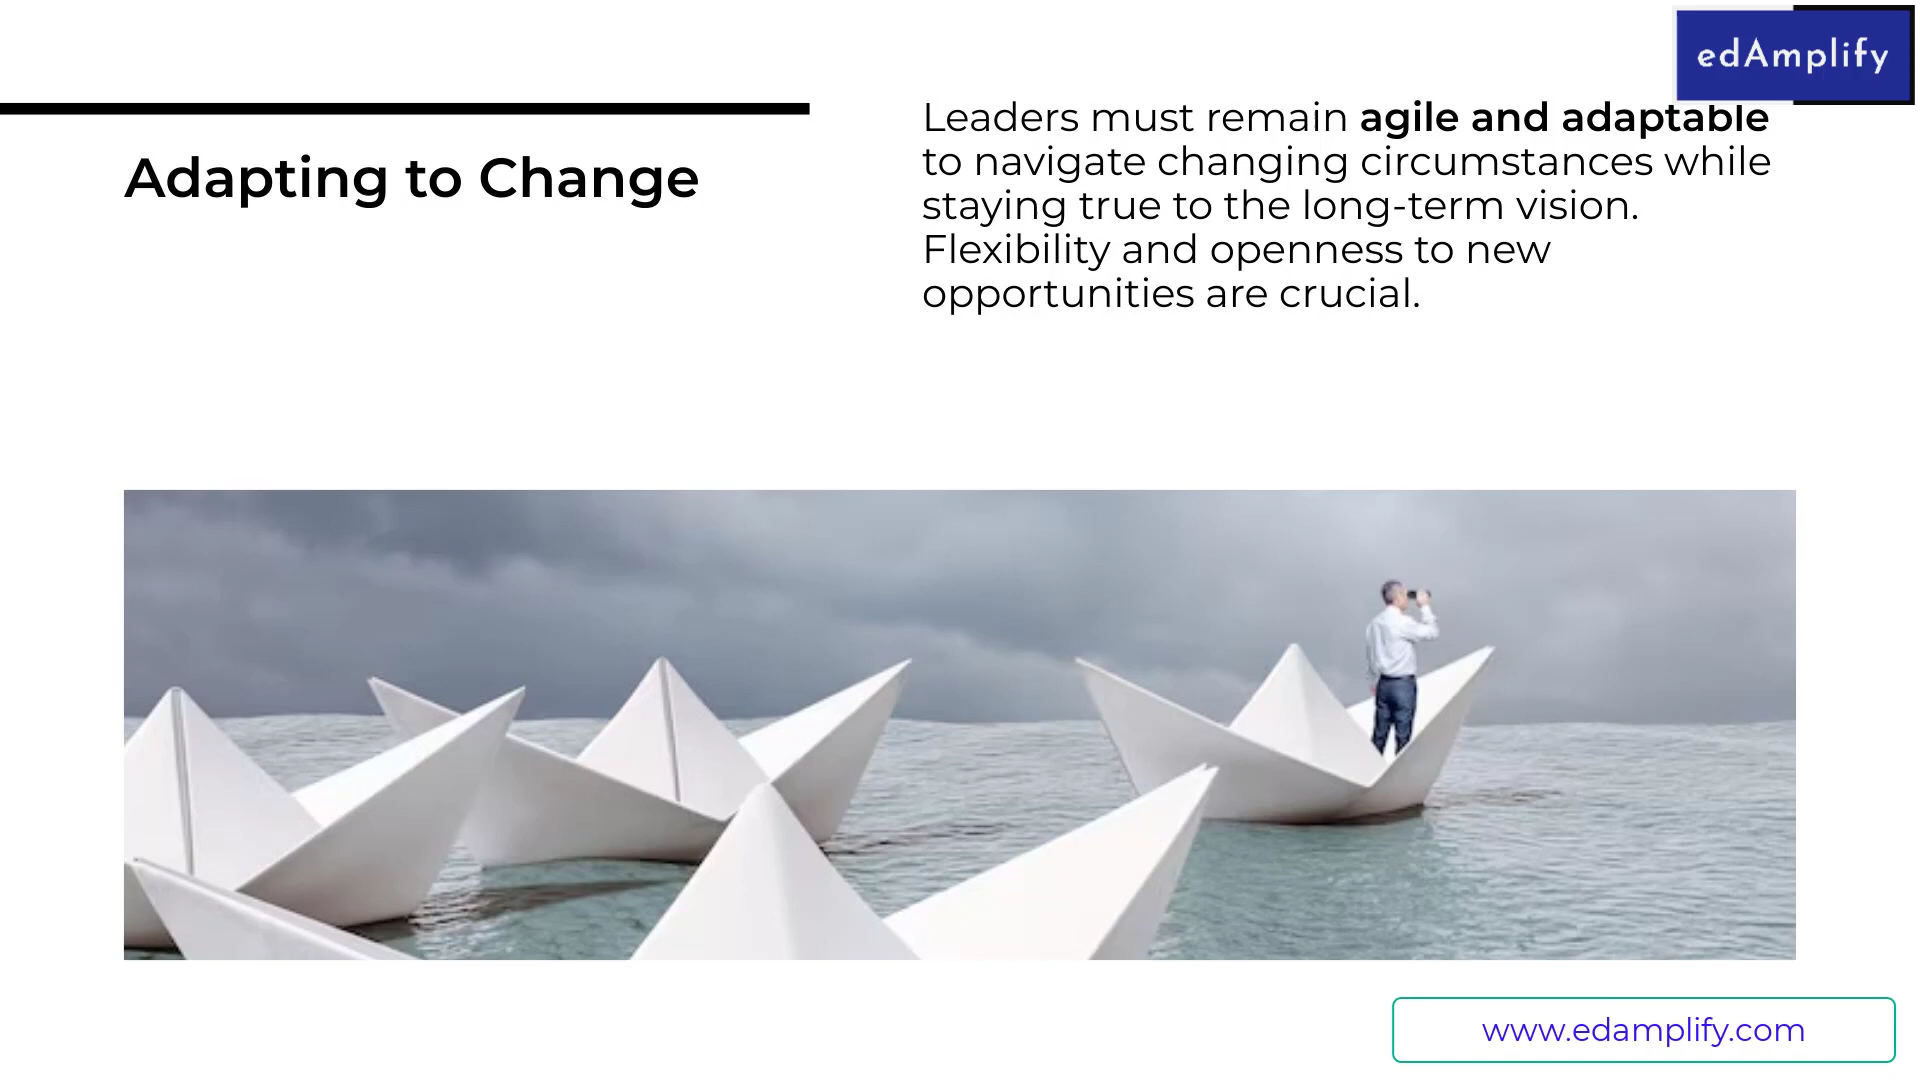 edAmplify
Adapting to Change
Leaders must remain agile and adaptable
to navigate changing circumstances while
staying true to the long-term vision.
Flexibility and openness to new
opportunities are crucial.
www.edamplify.com